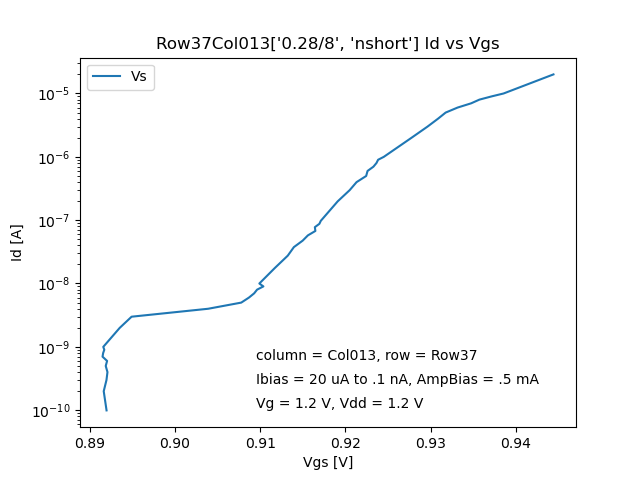 Row37Col013['0.28/8', 'nshort'] Id vs Vgs
Vs
10⁻⁵
10⁻⁶
10⁻⁷
10⁻⁸
10⁻⁹
10⁻¹⁰
Id [A]
column = Col013, row = Row37
Ibias = 20 uA to .1 nA, AmpBias = .5 mA
Vg = 1.2 V, Vdd = 1.2 V
0.89 0.90 0.91 0.92 0.93 0.94
Vgs [V]